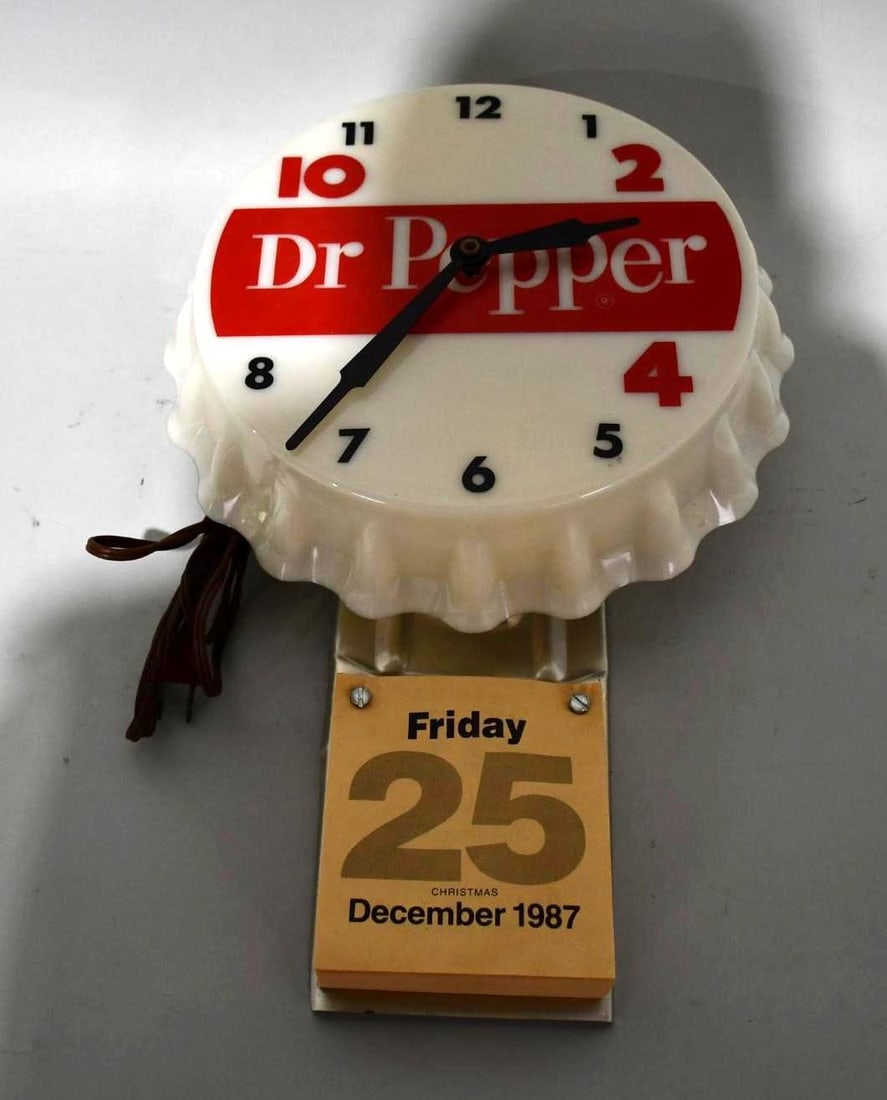 12
11 1
10 2
Dr Pepper
®
8 4
7 5
6
Friday
25
CHRISTMAS
December 1987